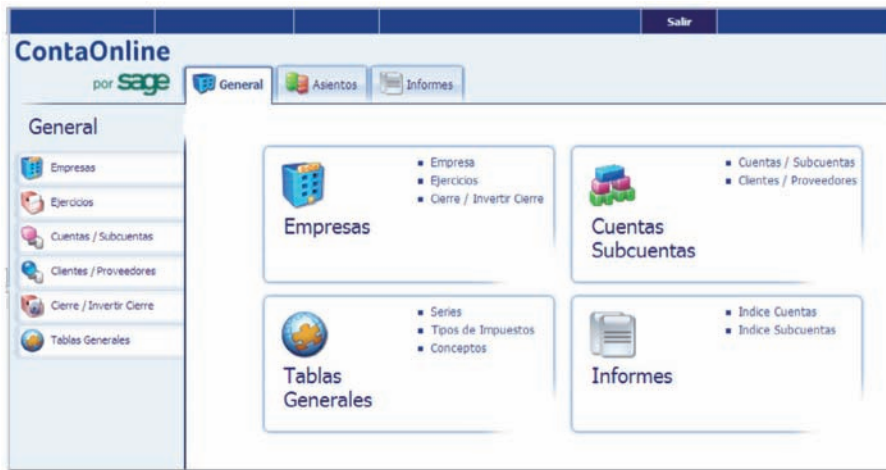 Salir
ContaOnline
por sage
General
Asientos
Informes
General
Empresas
Ejercicios
Cuentas / Subcuentas
Clientes / Proveedores
Cierre / Invertir Cierre
Tablas Generales
Empresas
Empresa
Ejercicios
Cierre / Invertir Cierre
Cuentas
Subcuentas
Cuentas / Subcuentas
Clientes / Proveedores
Tablas
Generales
Series
Tipos de Impuestos
Conceptos
Informes
Indice Cuentas
Indice Subcuentas